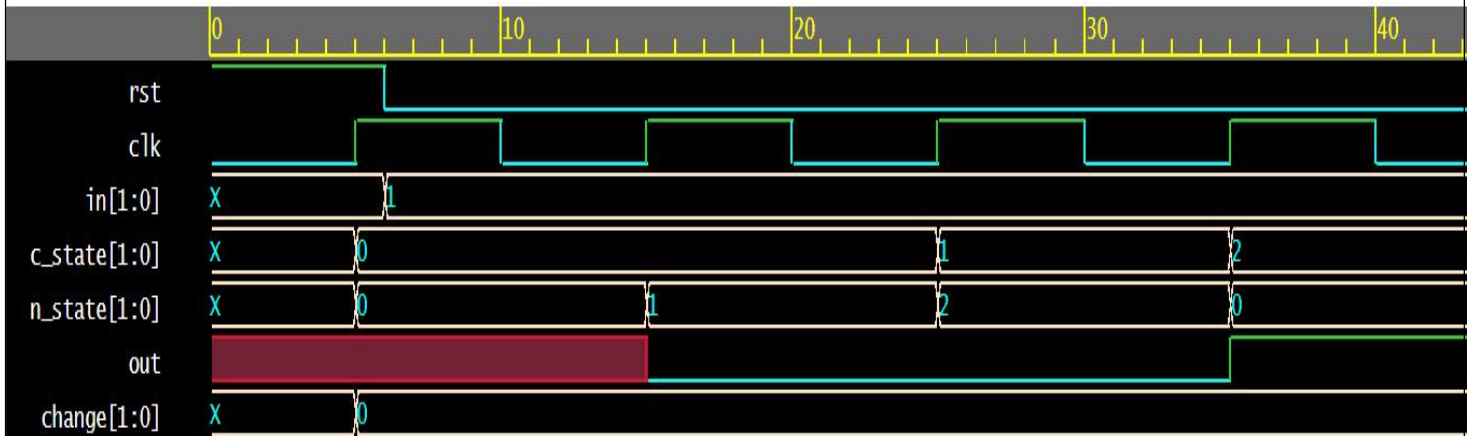 0 10 20 30 40
rst
clk
in[1:0] X 1
c_state[1:0] X 0 1 2
n_state[1:0] X 0 1 2 0
out
change[1:0] X 0